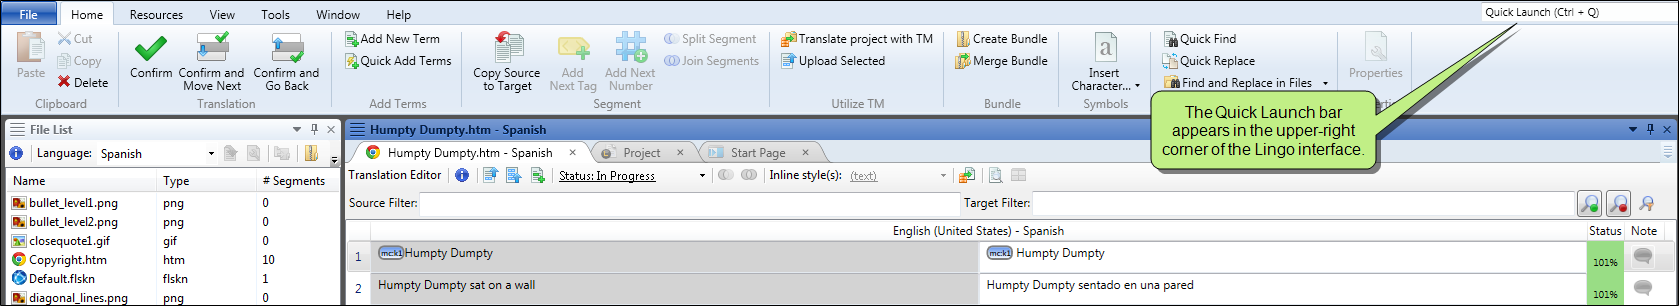 File Home Resources View Tools Window Help
Quick Launch (Ctrl + Q)
Paste
Cut
Copy
Delete
Clipboard
Confirm
Confirm and
Move Next
Confirm and
Go Back
Translation
Add New Term
Quick Add Terms
Add Terms
Copy Source
to Target
Add
Next Tag
Add Next
Number
Split Segment
Join Segments
Segment
Translate project with TM
Upload Selected
Utilize TM
Create Bundle
Merge Bundle
Bundle
Insert
Character...
Symbols
Quick Find
Quick Replace
Find and Replace in Files
Properties
The Quick Launch bar
appears in the upper-right
corner of the Lingo interface.
File List
Language: Spanish
Name Type # Segments
bullet_level1.png png 0
bullet_level2.png png 0
closequote1.gif gif 0
Copyright.htm htm 10
Default.flskn flskn 1
diagonal_lines.png png 0
Humpty Dumpty.htm - Spanish
Humpty Dumpty.htm - Spanish Project Start Page
Translation Editor Status: In Progress Inline style(s): (text)
Source Filter: Target Filter:
English (United States) - Spanish Status Note
1 mc:k1 Humpty Dumpty mc:k1 Humpty Dumpty 101%
2 Humpty Dumpty sat on a wall Humpty Dumpty sentado en una pared 101%